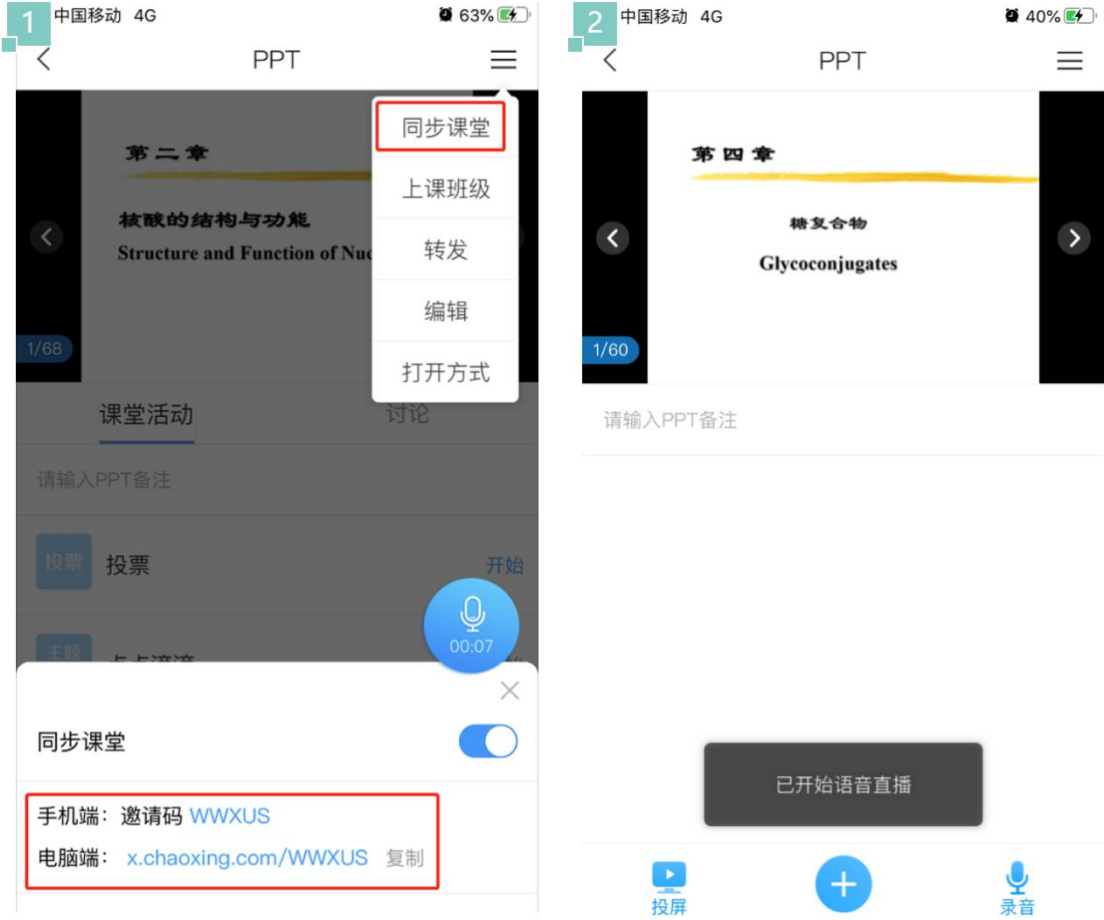 1
中国移动 4G
63%
PPT
同步课堂
上课班级
转发
编辑
打开方式
第二章
核酸的结构与功能
Structure and Function of Nuc
1/68
课堂活动
讨论
请输入PPT备注
投票
投票
开始
主题
00:07
同步课堂
手机端：邀请码 WWXUS
电脑端： x.chaoxing.com/WWXUS 复制
2
中国移动 4G
40%
PPT
第四章
糖复合物
Glycoconjugates
1/60
请输入PPT备注
已开始语音直播
投屏
录音